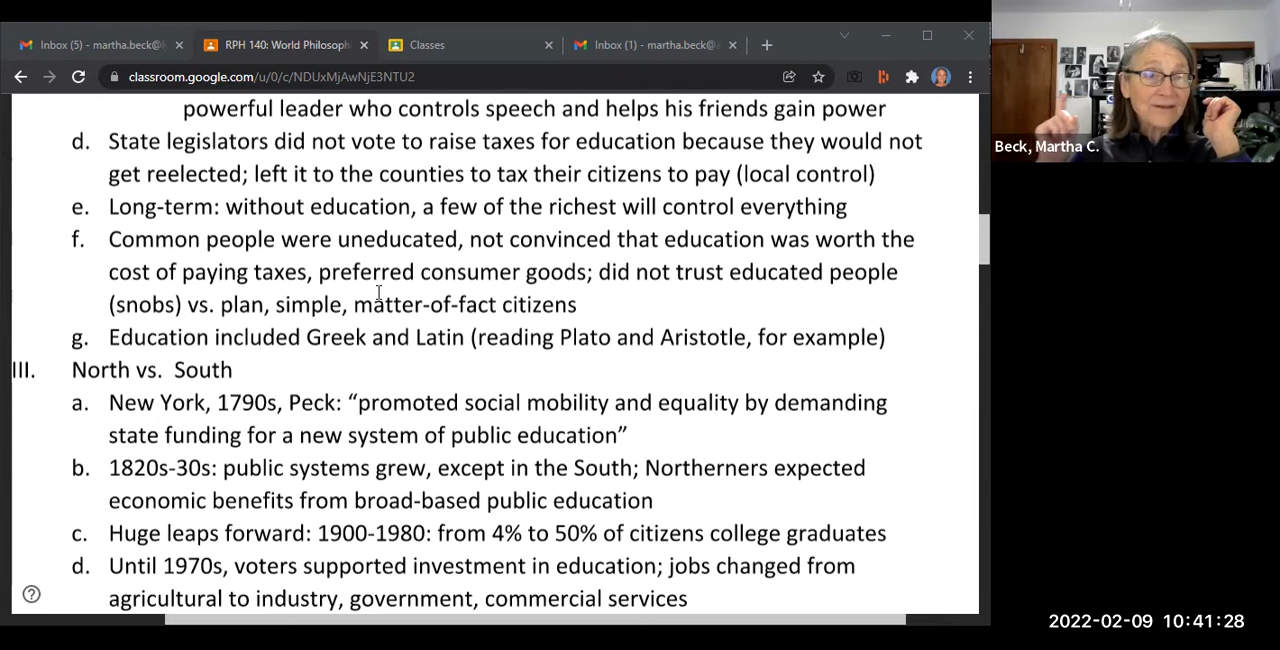 Inbox (5) - martha.beck@
RPH 140: World Philosoph
Classes
Inbox (1) - martha.beck@
classroom.google.com/u/0/c/NDUxMjAwNjE3NTU2
Beck, Martha C.
powerful leader who controls speech and helps his friends gain power
d. State legislators did not vote to raise taxes for education because they would not
get reelected; left it to the counties to tax their citizens to pay (local control)
e. Long-term: without education, a few of the richest will control everything
f. Common people were uneducated, not convinced that education was worth the
cost of paying taxes, preferred consumer goods; did not trust educated people
(snobs) vs. plan, simple, matter-of-fact citizens
g. Education included Greek and Latin (reading Plato and Aristotle, for example)
III. North vs. South
a. New York, 1790s, Peck: “promoted social mobility and equality by demanding
state funding for a new system of public education”
b. 1820s-30s: public systems grew, except in the South; Northerners expected
economic benefits from broad-based public education
c. Huge leaps forward: 1900-1980: from 4% to 50% of citizens college graduates
d. Until 1970s, voters supported investment in education; jobs changed from
agricultural to industry, government, commercial services
2022-02-09 10:41:28